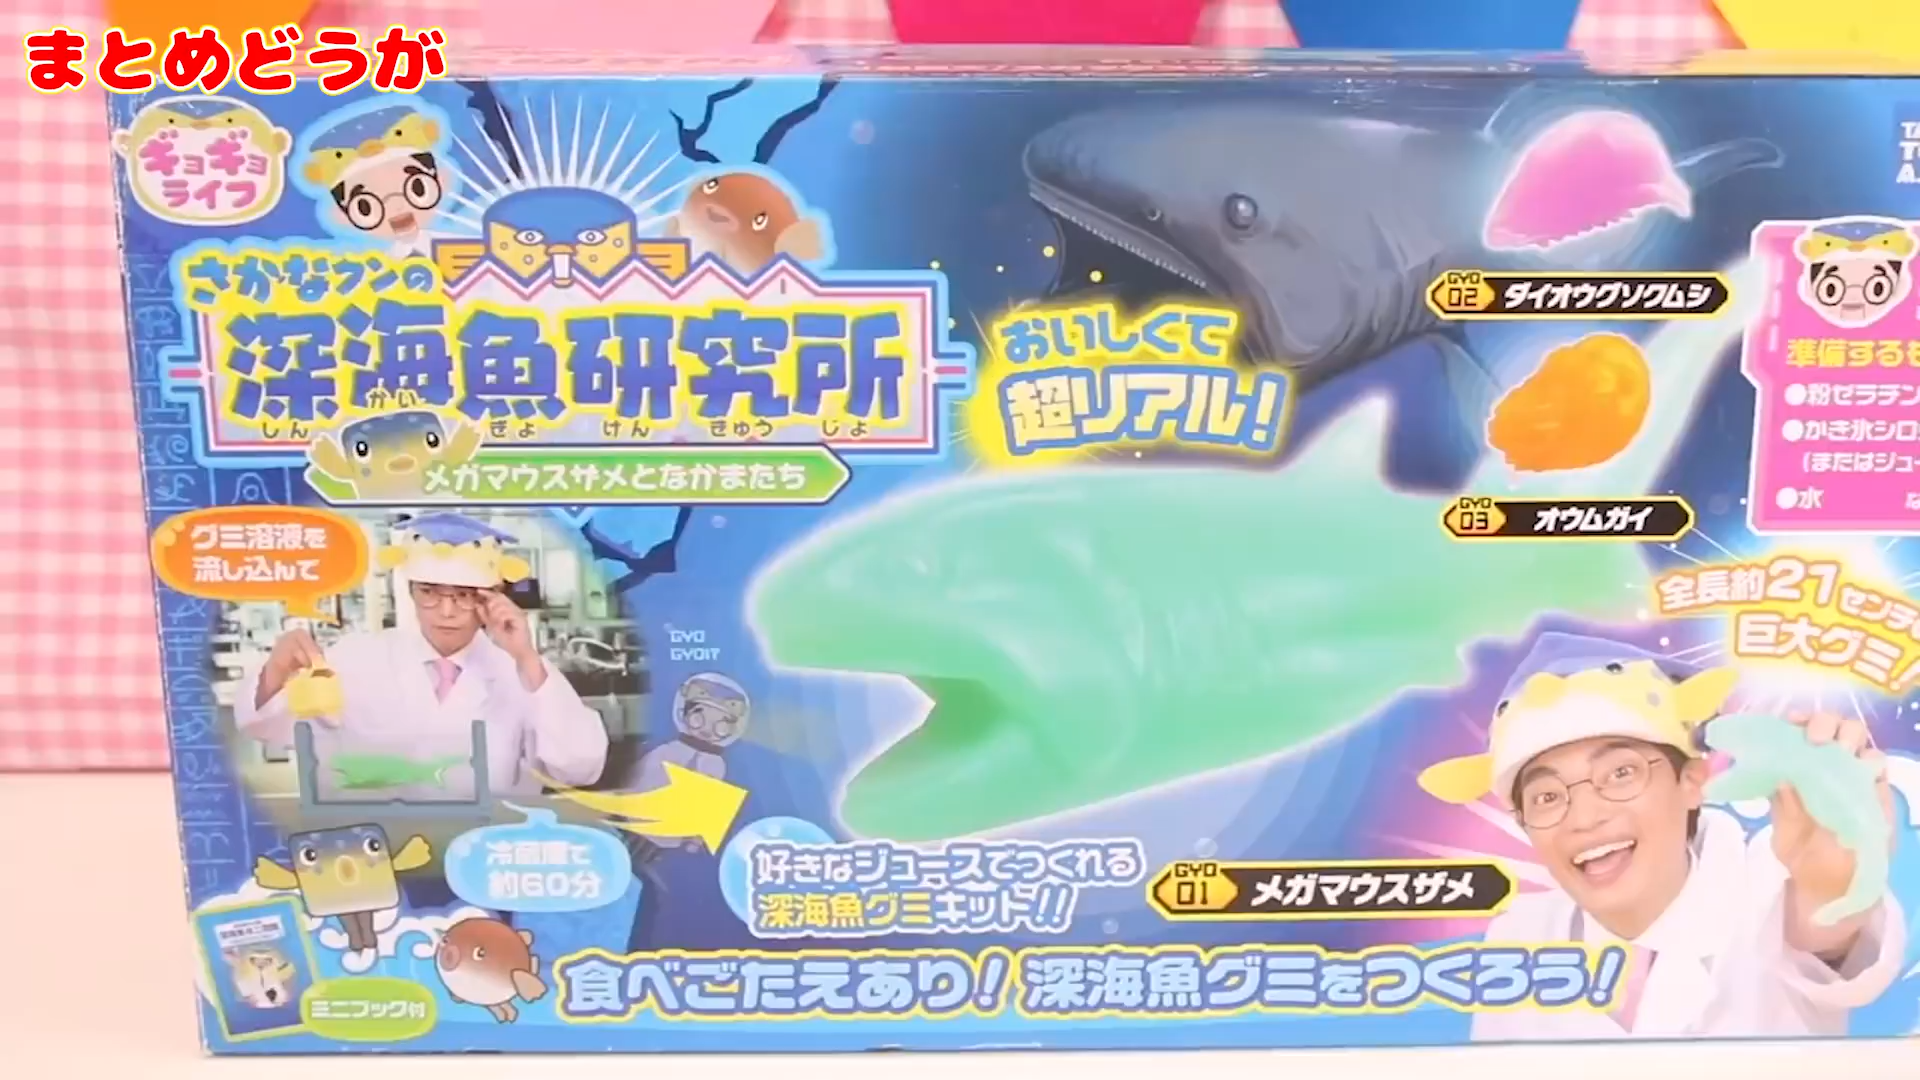 まとめどうが
ギョギョ
ライフ
さかなクンの
深海魚研究所
しん かい ぎょ けん きゅう じょ
メガマウスザメとなかまたち
おいしくて
超リアル!
GYO
02 ダイオウグソクムシ
GYO
03 オウムガイ
準備するも
●粉ゼラチン
●かき氷シロ
(またはジュー
●水
グミ溶液を
流し込んで
GYO
GYO!?
全長約21センチの
巨大グミ!
冷蔵庫で
約60分
好きなジュースでつくれる
深海魚グミキット!!
GYO
01 メガマウスザメ
ミニブック付
食べごたえあり!深海魚グミをつくろう!